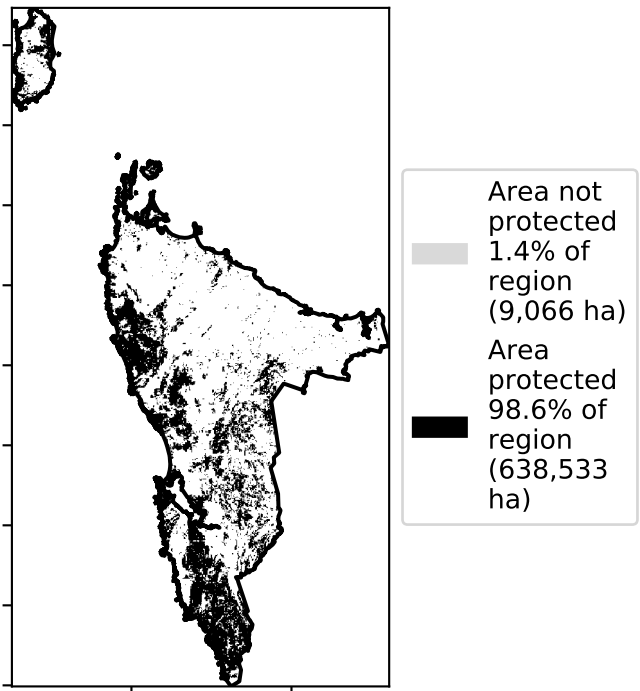 Area not
protected
1.4% of
region
(9,066 ha)
Area
protected
98.6% of
region
(638,533
ha)